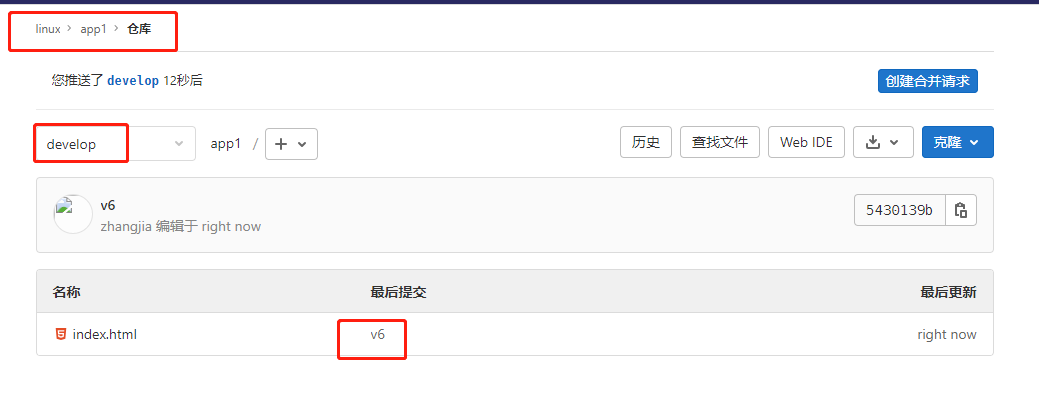 linux > app1 > 仓库
您推送了 develop 12秒后 创建合并请求
develop app1 / + 历史 查找文件 Web IDE 克隆
v6 5430139b
zhangjia 编辑于 right now
名称 最后提交 最后更新
index.html v6 right now